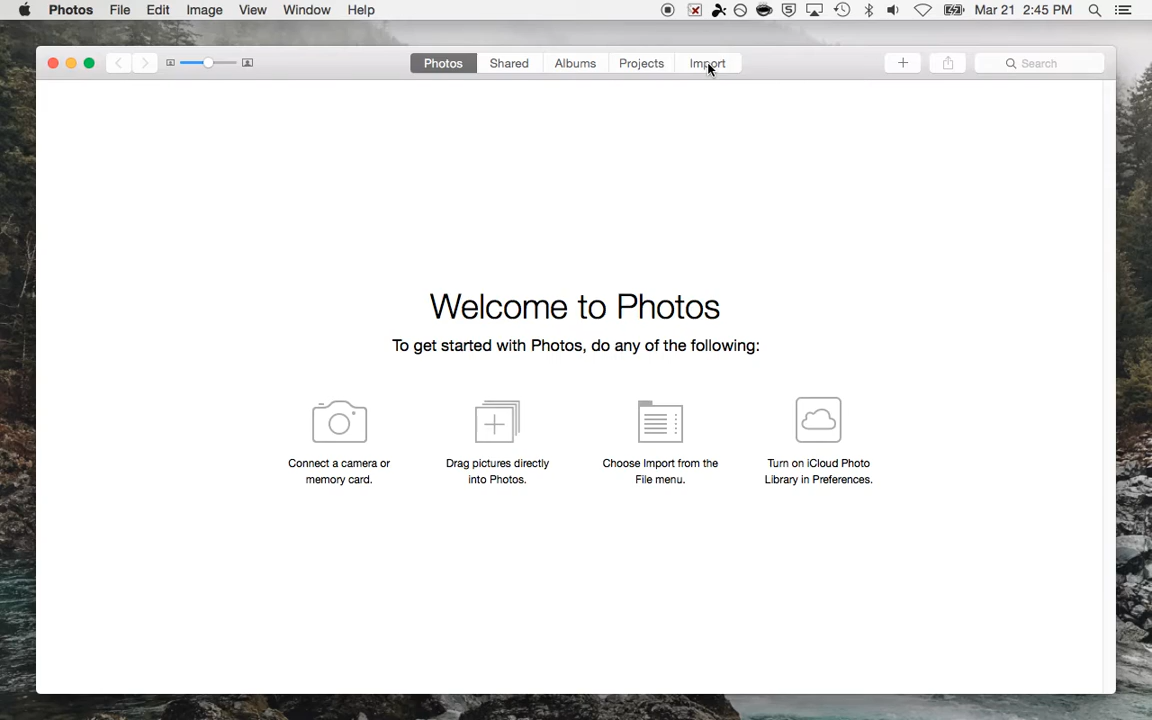 Photos File Edit Image View Window Help Mar 21 2:45 PM
Photos Shared Albums Projects Import Search
Welcome to Photos
To get started with Photos, do any of the following:
Connect a camera or
memory card.
Drag pictures directly
into Photos.
Choose Import from the
File menu.
Turn on iCloud Photo
Library in Preferences.